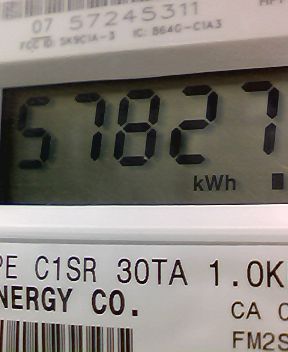 07 57245311
FCC ID: SK9C1A-3 IC: 864G-C1A3
57827
kWh
PE C1SR 30TA 1.0K
NERGY CO.
CA C
FM2S